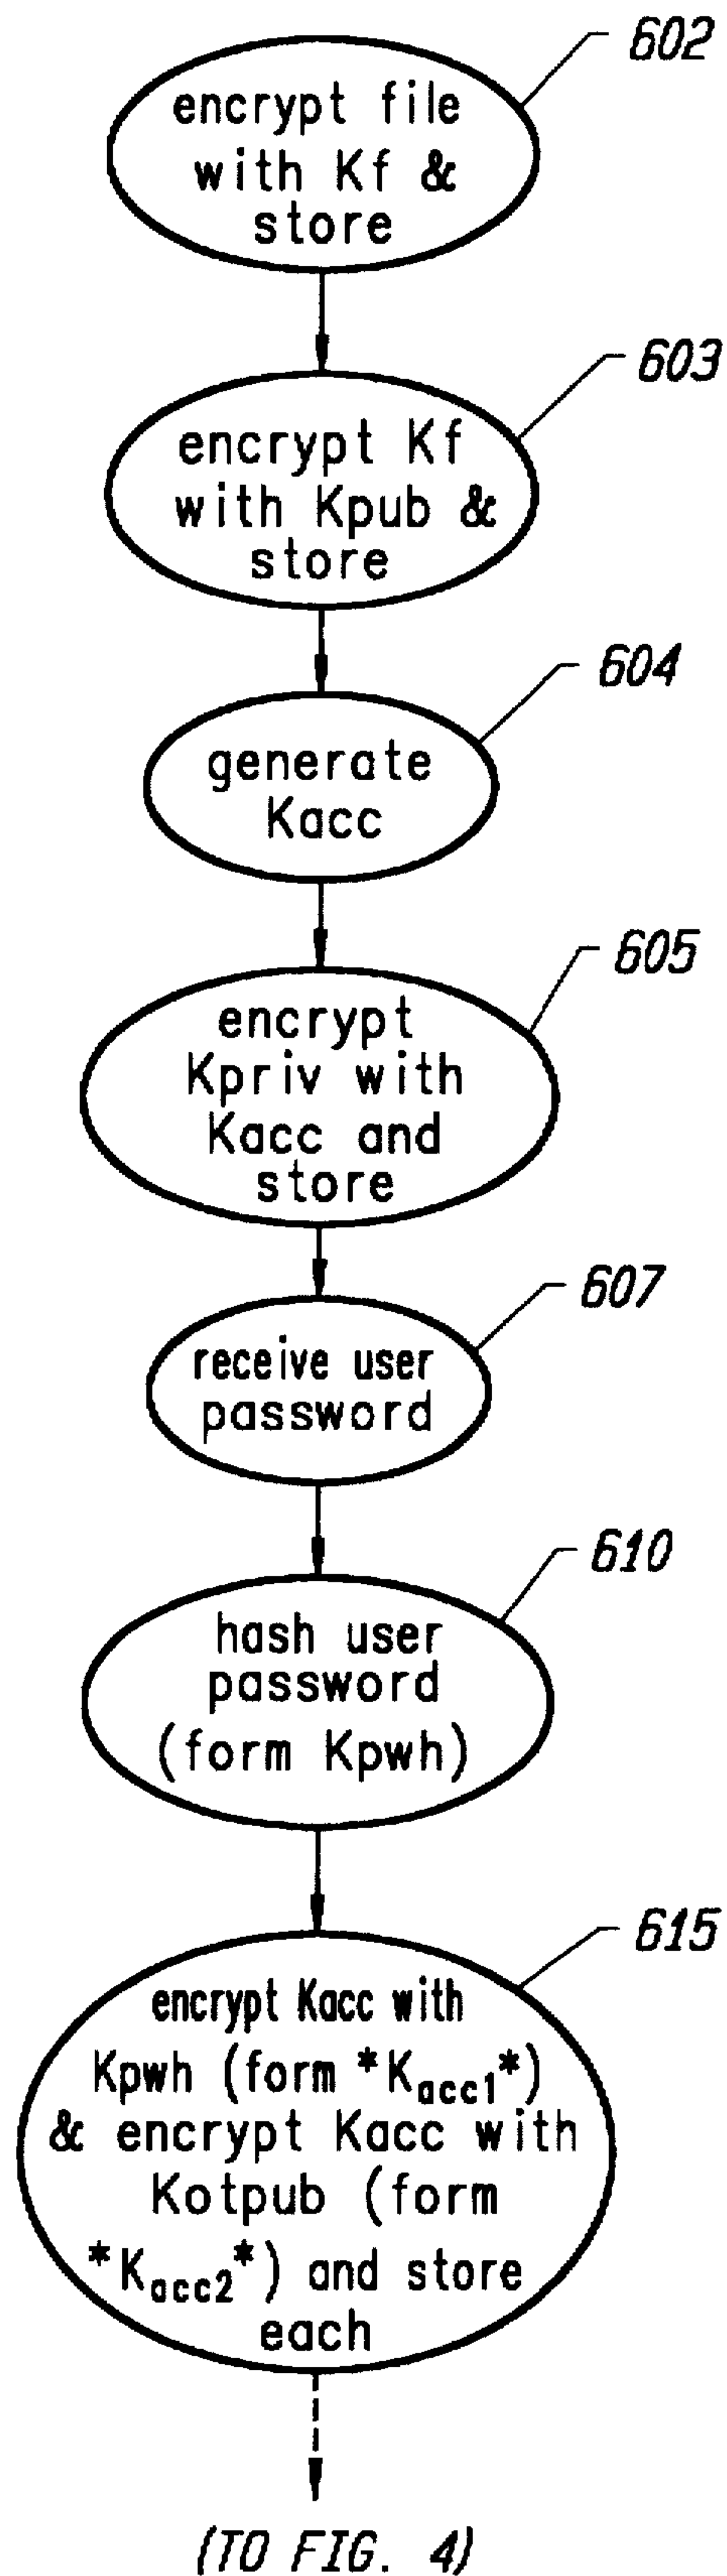 602
encrypt file
with Kf &
store
603
encrypt Kf
with Kpub &
store
604
generate
Kacc
605
encrypt
Kpriv with
Kacc and
store
607
receive user
password
610
hash user
password
(form Kpwh)
615
encrypt Kacc with
Kpwh (form *Kacc1*)
& encrypt Kacc with
Kotpub (form
*Kacc2*) and store
each
(TO FIG. 4)